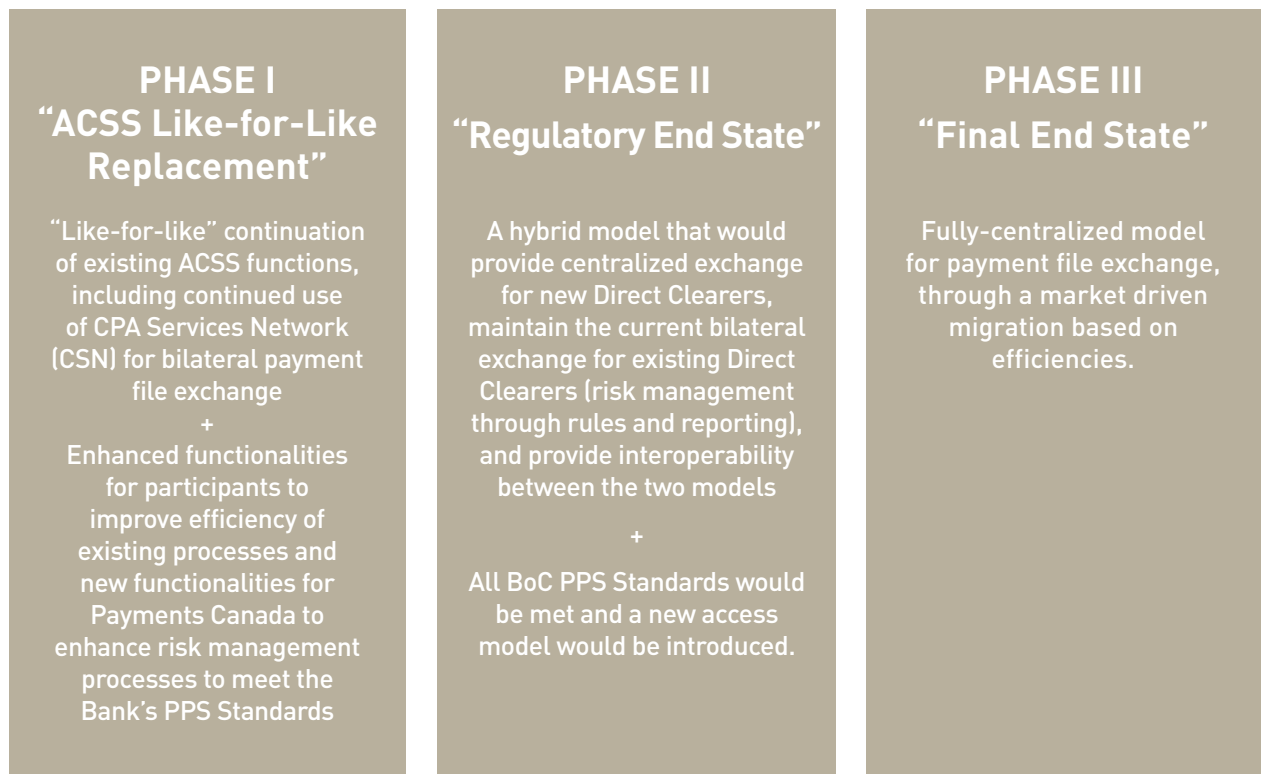 PHASE I
“ACSS Like-for-Like
Replacement”
“Like-for-like” continuation
of existing ACSS functions,
including continued use
of CPA Services Network
(CSN) for bilateral payment
file exchange
+
Enhanced functionalities
for participants to
improve efficiency of
existing processes and
new functionalities for
Payments Canada to
enhance risk management
processes to meet the
Bank’s PPS Standards
PHASE II
“Regulatory End State”
A hybrid model that would
provide centralized exchange
for new Direct Clearers,
maintain the current bilateral
exchange for existing Direct
Clearers (risk management
through rules and reporting),
and provide interoperability
between the two models
+
All BoC PPS Standards would
be met and a new access
model would be introduced.
PHASE III
“Final End State”
Fully-centralized model
for payment file exchange,
through a market driven
migration based on
efficiencies.